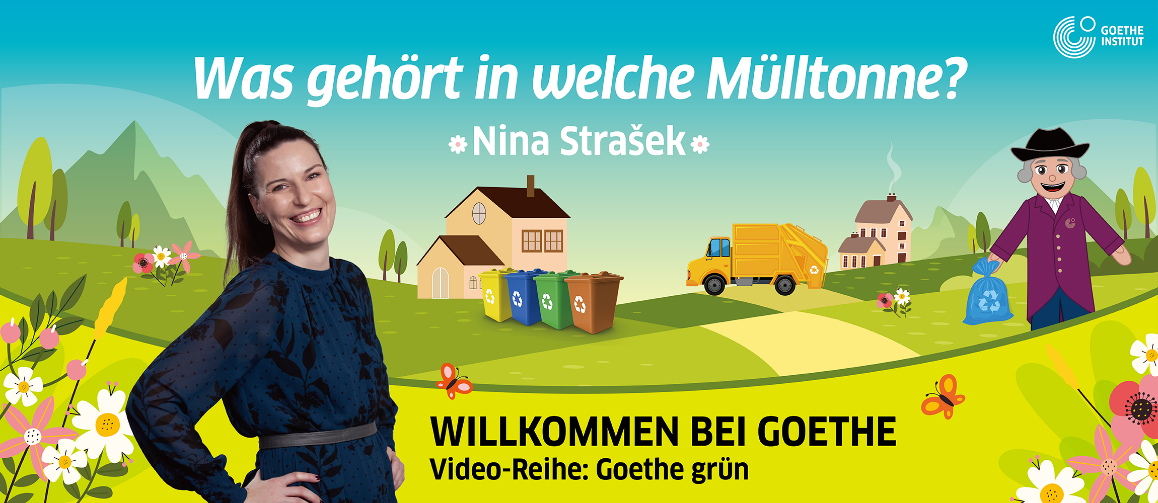 GOETHE
INSTITUT
Was gehört in welche Mülltonne?
Nina Strašek
WILLKOMMEN BEI GOETHE
Video-Reihe: Goethe grün